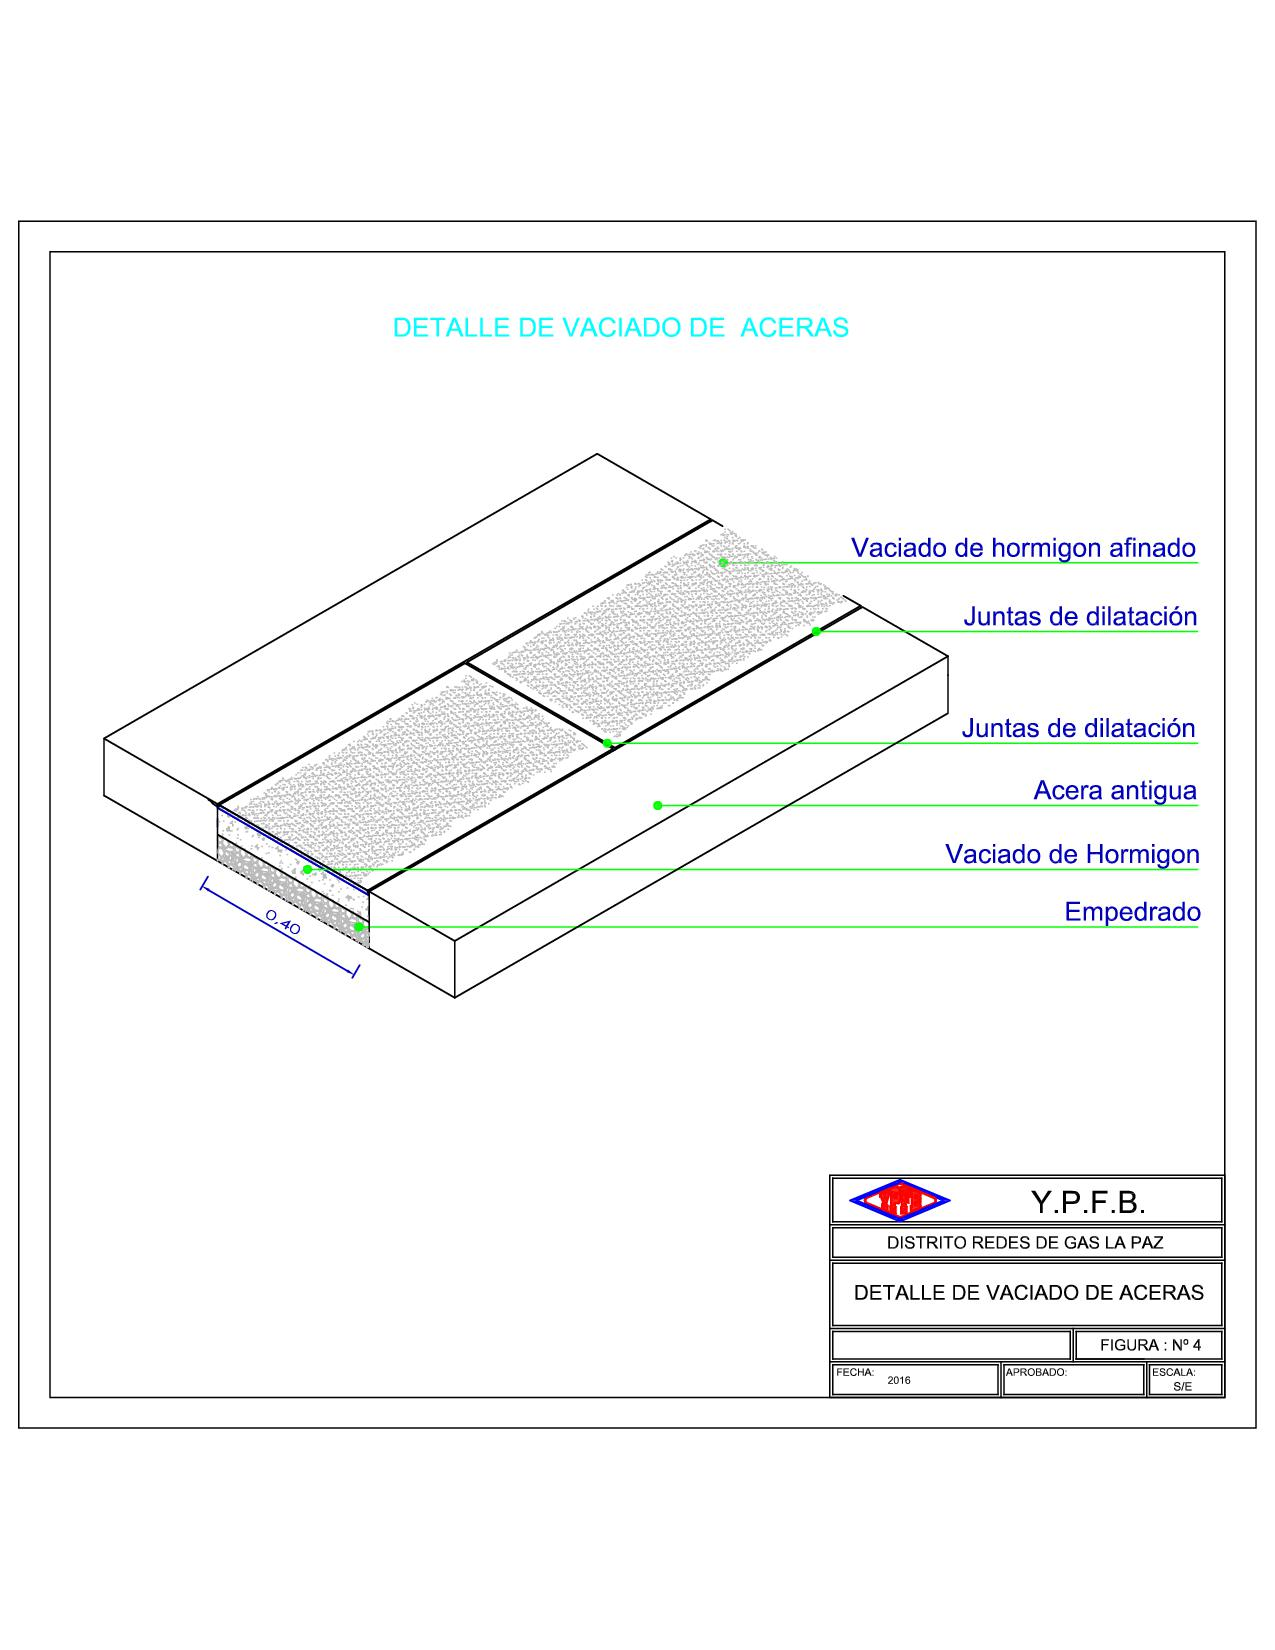 DETALLE DE VACIADO DE ACERAS
Vaciado de hormigon afinado
Juntas de dilatación
Juntas de dilatación
Acera antigua
Vaciado de Hormigon
Empedrado
0,40
YPFB
Y.P.F.B.
DISTRITO REDES DE GAS LA PAZ
DETALLE DE VACIADO DE ACERAS
FIGURA : Nº 4
FECHA: 2016
APROBADO:
ESCALA:
S/E